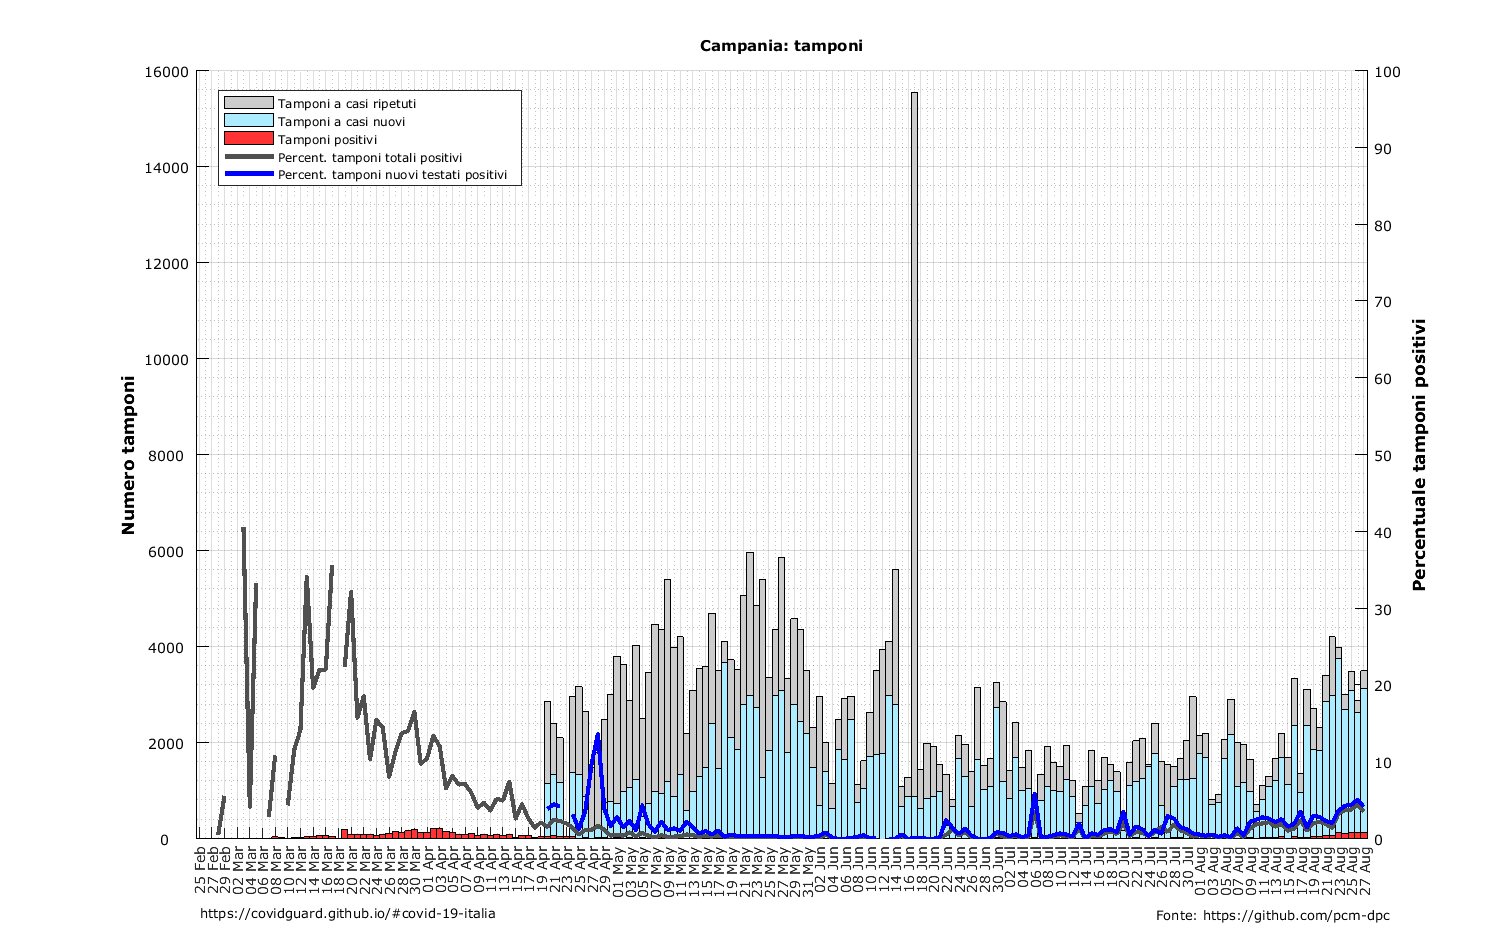 Campania: tamponi
Tamponi a casi ripetuti
Tamponi a casi nuovi
Tamponi positivi
Percent. tamponi totali positivi
Percent. tamponi nuovi testati positivi
Numero tamponi
16000
14000
12000
10000
8000
6000
4000
2000
0
Percentuale tamponi positivi
100
90
80
70
60
50
40
30
20
10
0
25 Feb
27 Feb
29 Feb
02 Mar
04 Mar
06 Mar
08 Mar
10 Mar
12 Mar
14 Mar
16 Mar
18 Mar
20 Mar
22 Mar
24 Mar
26 Mar
28 Mar
30 Mar
01 Apr
03 Apr
05 Apr
07 Apr
09 Apr
11 Apr
13 Apr
15 Apr
17 Apr
19 Apr
21 Apr
23 Apr
25 Apr
27 Apr
29 Apr
01 May
03 May
05 May
07 May
09 May
11 May
13 May
15 May
17 May
19 May
21 May
23 May
25 May
27 May
29 May
31 May
02 Jun
04 Jun
06 Jun
08 Jun
10 Jun
12 Jun
14 Jun
16 Jun
18 Jun
20 Jun
22 Jun
24 Jun
26 Jun
28 Jun
30 Jun
02 Jul
04 Jul
06 Jul
08 Jul
10 Jul
12 Jul
14 Jul
16 Jul
18 Jul
20 Jul
22 Jul
24 Jul
26 Jul
28 Jul
30 Jul
01 Aug
03 Aug
05 Aug
07 Aug
09 Aug
11 Aug
13 Aug
15 Aug
17 Aug
19 Aug
21 Aug
23 Aug
25 Aug
27 Aug
https://covidguard.github.io/#covid-19-italia
Fonte: https://github.com/pcm-dpc